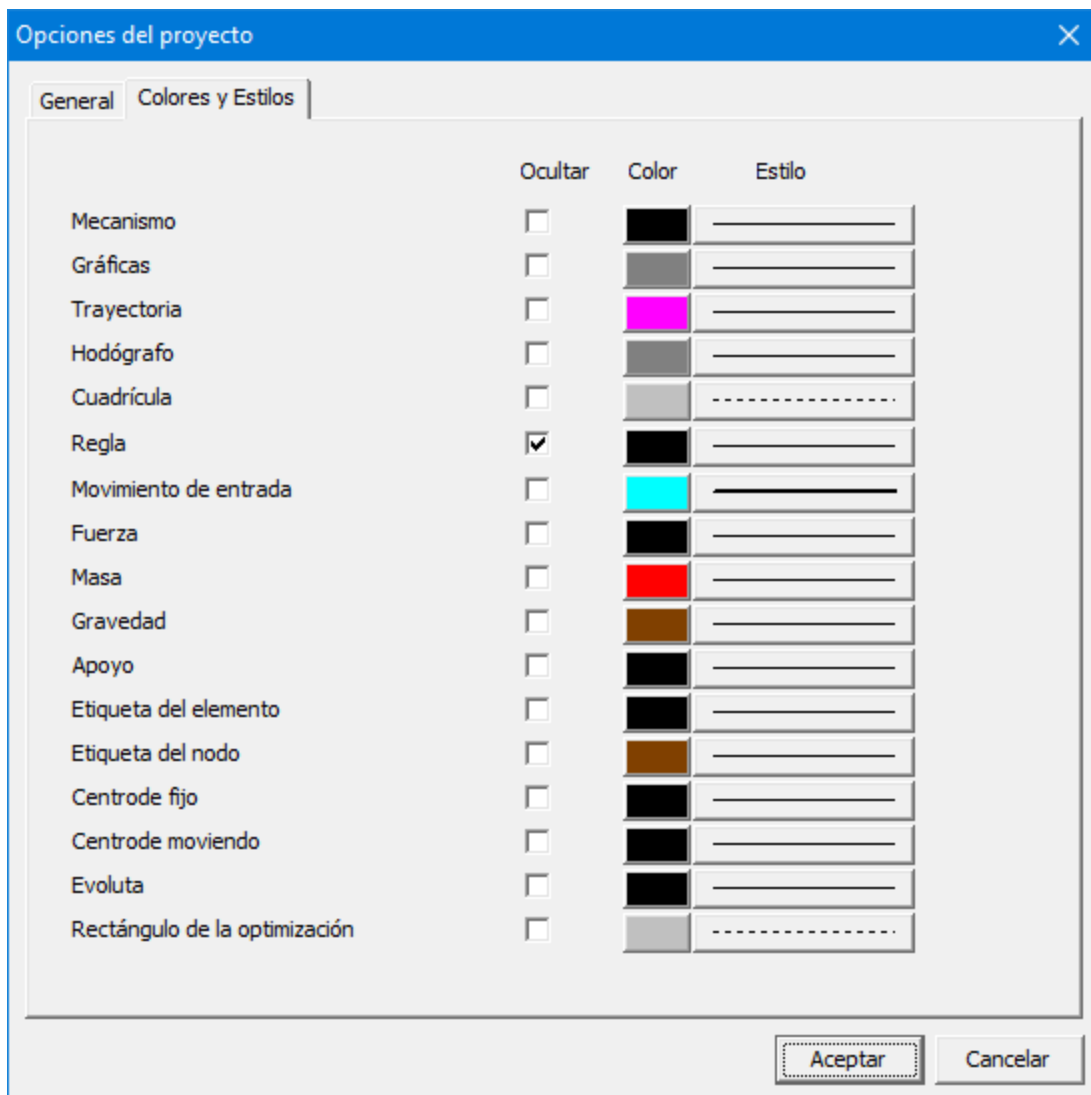 Opciones del proyecto
General Colores y Estilos
Ocultar Color Estilo
Mecanismo
Gráficas
Trayectoria
Hodógrafo
Cuadrícula
Regla
Movimiento de entrada
Fuerza
Masa
Gravedad
Apoyo
Etiqueta del elemento
Etiqueta del nodo
Centrode fijo
Centrode moviendo
Evoluta
Rectángulo de la optimización
Aceptar Cancelar